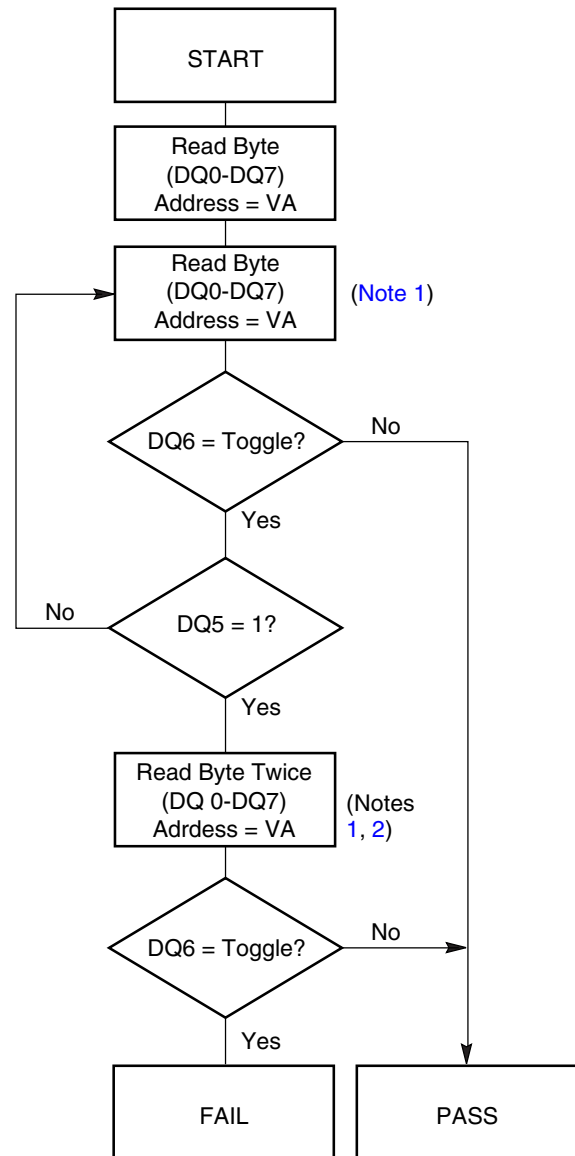 START
Read Byte
(DQ0-DQ7)
Address = VA
Read Byte
(DQ0-DQ7)
Address = VA
(Note 1)
DQ6 = Toggle?
No
Yes
No
DQ5 = 1?
Yes
Read Byte Twice
(DQ 0-DQ7)
Adrdess = VA
(Notes
1, 2)
DQ6 = Toggle?
No
Yes
FAIL
PASS